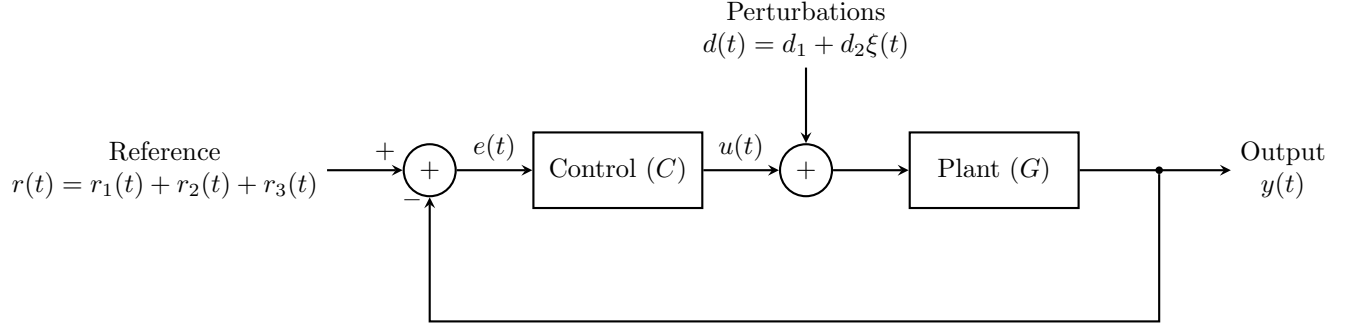 Perturbations
d(t) = d₁ + d₂ξ(t)
Reference
r(t) = r₁(t) + r₂(t) + r₃(t)
+
+
−
e(t)
Control (C)
u(t)
+
Plant (G)
Output
y(t)